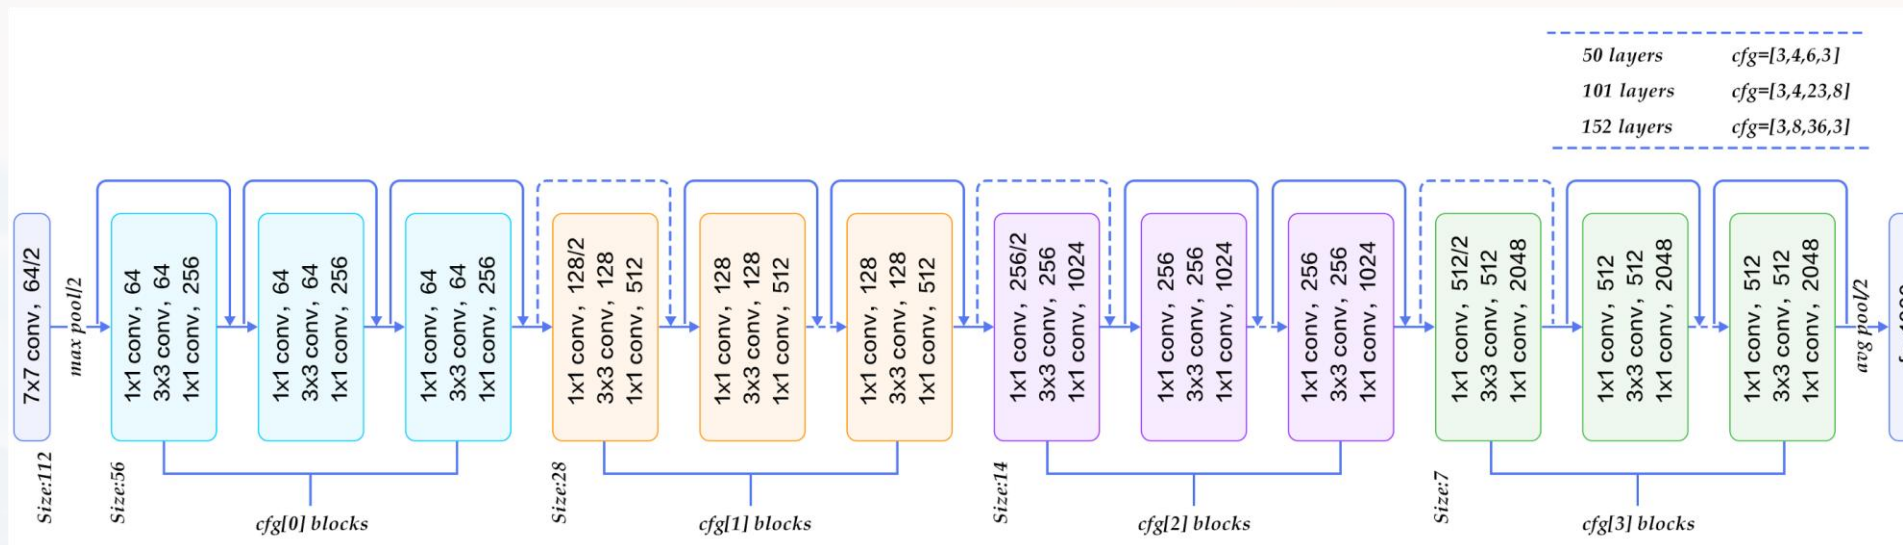 50 layers cfg=[3,4,6,3]
101 layers cfg=[3,4,23,8]
152 layers cfg=[3,8,36,3]
7x7 conv, 64/2
max pool/2
1x1 conv, 64
3x3 conv, 64
1x1 conv, 256
1x1 conv, 64
3x3 conv, 64
1x1 conv, 256
1x1 conv, 64
3x3 conv, 64
1x1 conv, 256
1x1 conv, 128/2
3x3 conv, 128
1x1 conv, 512
1x1 conv, 128
3x3 conv, 128
1x1 conv, 512
1x1 conv, 128
3x3 conv, 128
1x1 conv, 512
1x1 conv, 256/2
3x3 conv, 256
1x1 conv, 1024
1x1 conv, 256
3x3 conv, 256
1x1 conv, 1024
1x1 conv, 256
3x3 conv, 256
1x1 conv, 1024
1x1 conv, 512/2
3x3 conv, 512
1x1 conv, 2048
1x1 conv, 512
3x3 conv, 512
1x1 conv, 2048
1x1 conv, 512
3x3 conv, 512
1x1 conv, 2048
avg pool/2
Size:112
Size:56
cfg[0] blocks
Size:28
cfg[1] blocks
Size:14
cfg[2] blocks
Size:7
cfg[3] blocks